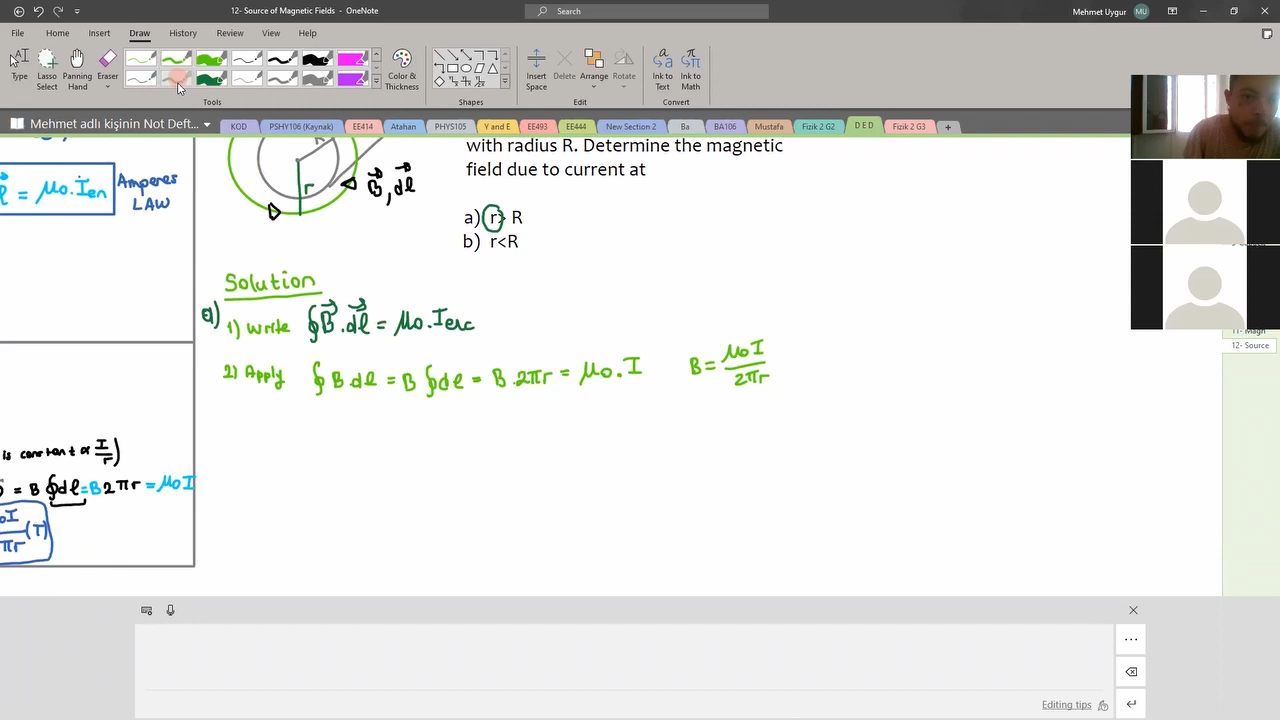 12- Source of Magnetic Fields - OneNote
Search
Mehmet Uygur
MU
File Home Insert Draw History Review View Help
Type
Lasso Select
Panning Hand
Eraser
Color & Thickness
Insert Space
Delete
Arrange
Rotate
Ink to Text
Ink to Math
Tools
Shapes
Edit
Convert
Mehmet adlı kişinin Not Deft...
KOD PSHY106 (Kaynak) EE414 Atahan PHYS105 Y and E EE493 EE444 New Section 2 Ba BA106 Mustafa Fizik 2 G2 D E D Fizik 2 G3 +
with radius R. Determine the magnetic
field due to current at
r
B, dl
a) r> R
b) r<R
= μo.Ien
Amperes
LAW
Solution
a) 1) Write ∮B.dl = μo.Ienc
2) Apply ∮B.dl = B∮dl = B.2πr = μo.I B = μoI/2πr
is constant ∝ I/r)
= B∮dl = B2πr = μoI
(T)
πr
12- Source
Editing tips